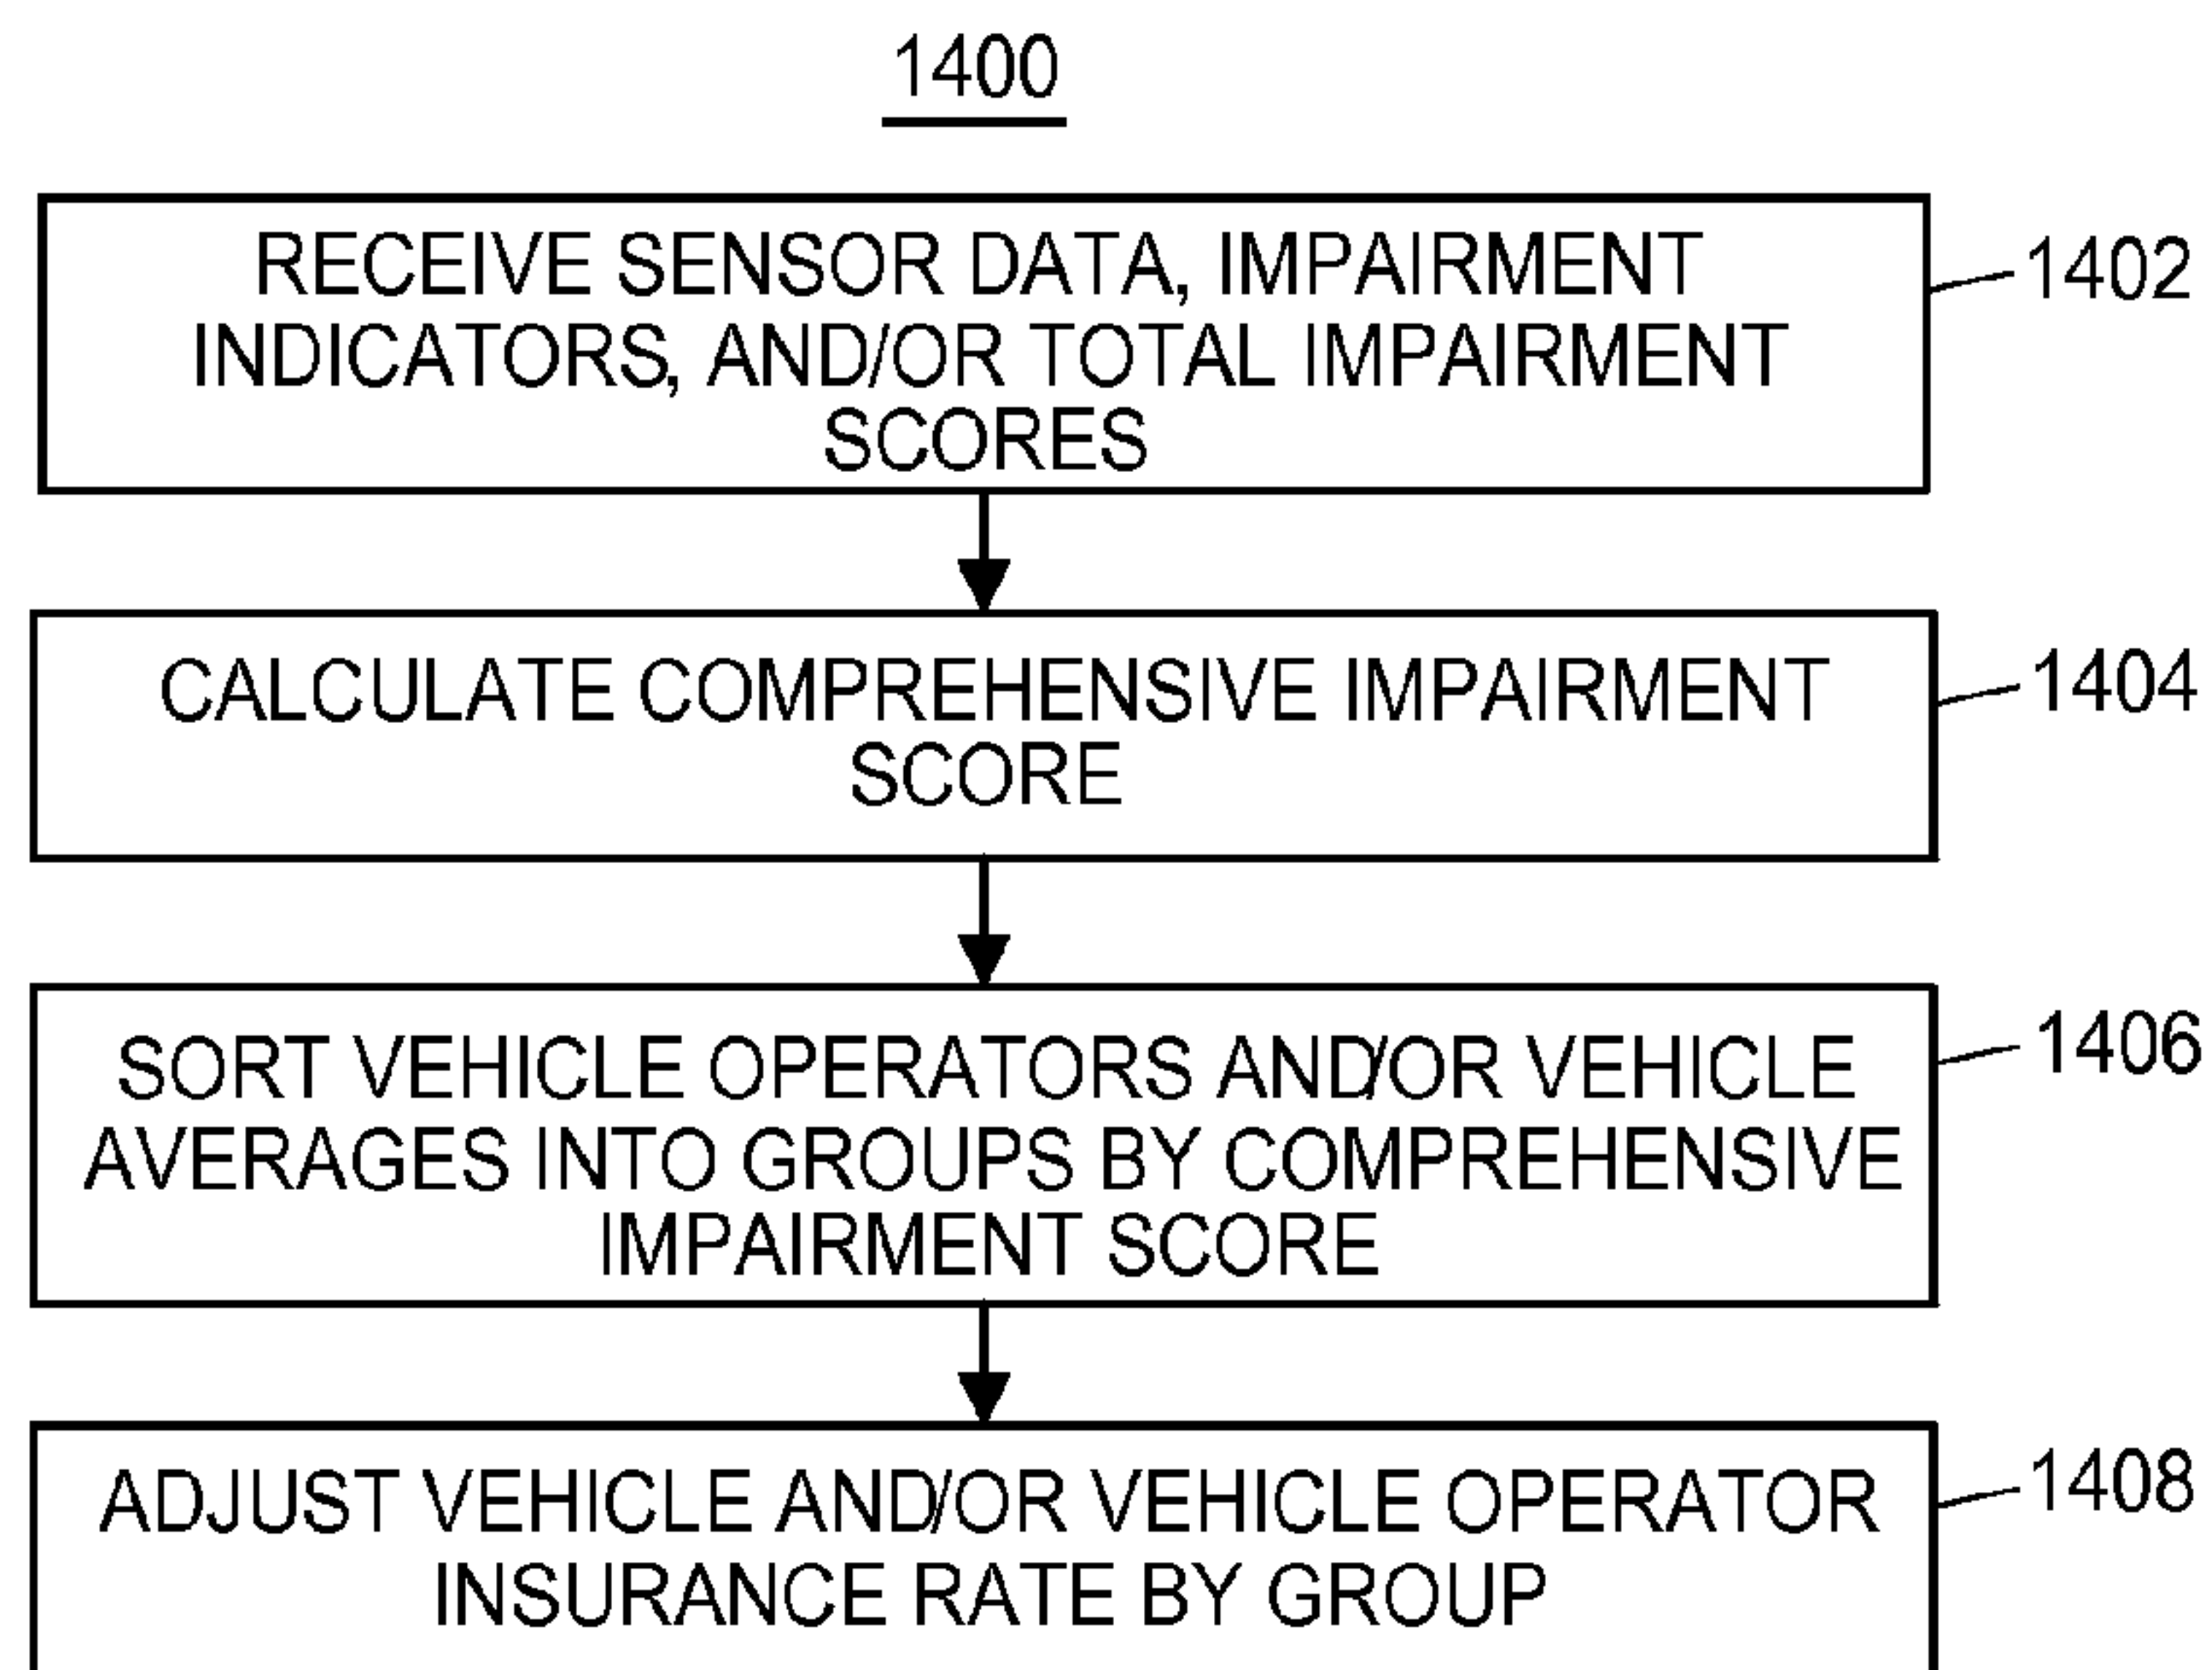 1400
RECEIVE SENSOR DATA, IMPAIRMENT
INDICATORS, AND/OR TOTAL IMPAIRMENT
SCORES
1402
CALCULATE COMPREHENSIVE IMPAIRMENT
SCORE
1404
SORT VEHICLE OPERATORS AND/OR VEHICLE
AVERAGES INTO GROUPS BY COMPREHENSIVE
IMPAIRMENT SCORE
1406
ADJUST VEHICLE AND/OR VEHICLE OPERATOR
INSURANCE RATE BY GROUP
1408